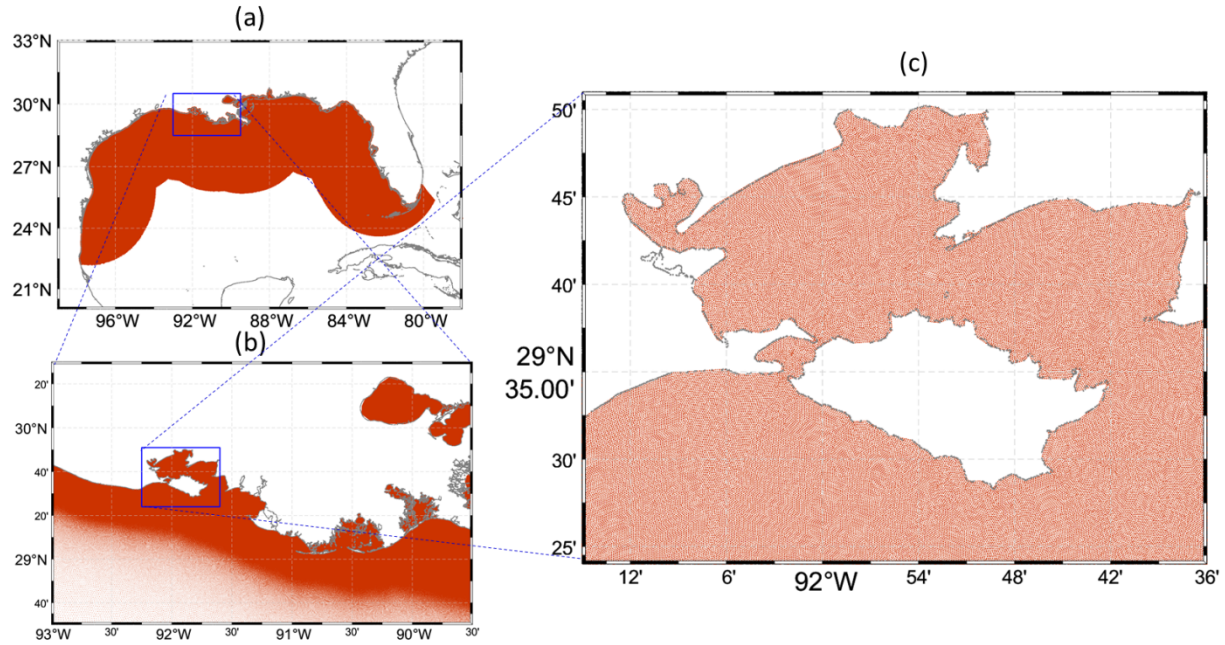 (a)
33°N
30°N
27°N
24°N
21°N
96°W 92°W 88°W 84°W 80°W
(b)
20'
30°N
40'
20'
29°N
40'
93°W 30' 92°W 30' 91°W 30' 90°W 30'
(c)
50'
45'
40'
29°N
35.00'
30'
25'
12' 6' 92°W 54' 48' 42' 36'